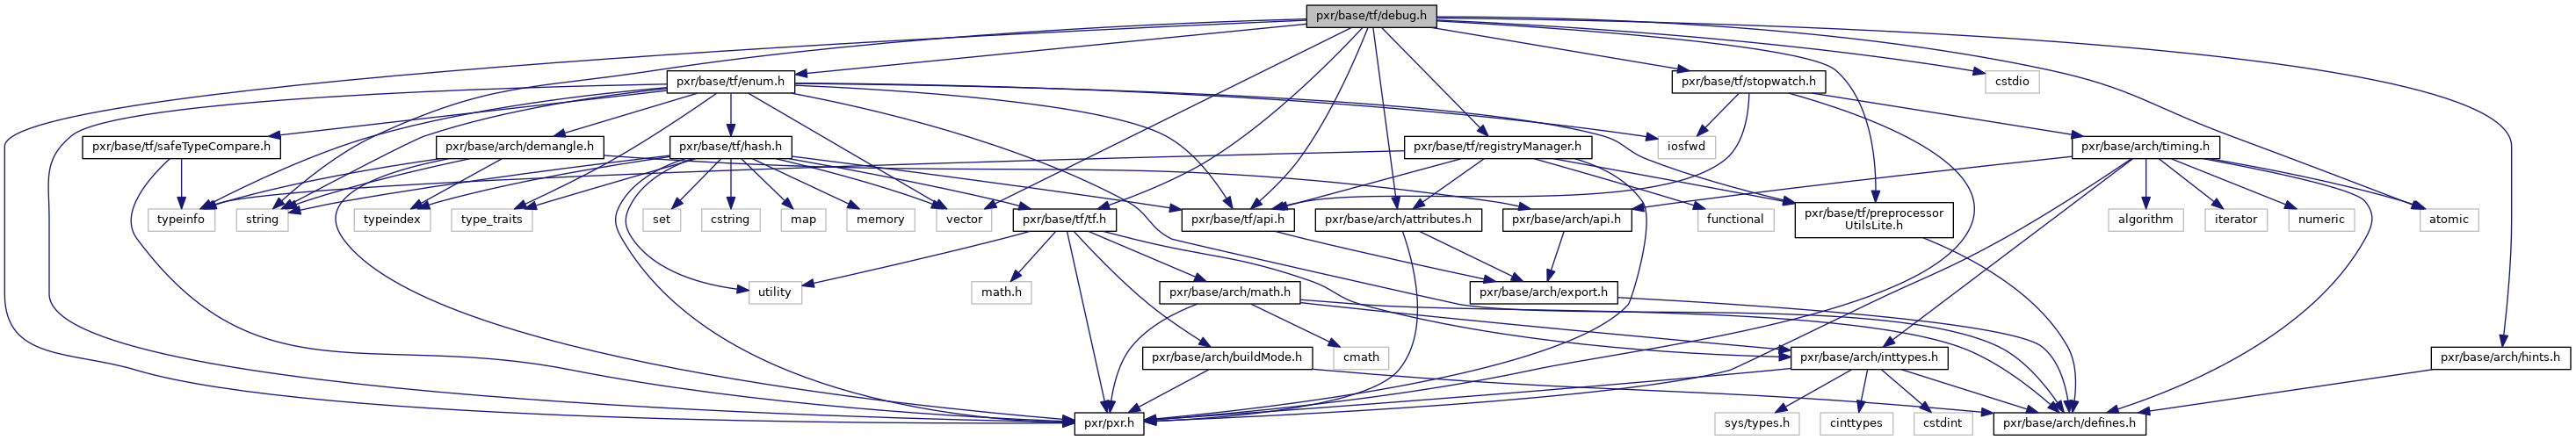 pxr/base/tf/debug.h
pxr/base/tf/enum.h
pxr/base/tf/stopwatch.h
cstdio
pxr/base/tf/safeTypeCompare.h
pxr/base/arch/demangle.h
pxr/base/tf/hash.h
pxr/base/tf/registryManager.h
iosfwd
pxr/base/arch/timing.h
typeinfo
string
typeindex
type_traits
set
cstring
map
memory
vector
pxr/base/tf/tf.h
pxr/base/tf/api.h
pxr/base/arch/attributes.h
pxr/base/arch/api.h
functional
pxr/base/tf/preprocessor
UtilsLite.h
algorithm
iterator
numeric
atomic
utility
math.h
pxr/base/arch/math.h
pxr/base/arch/export.h
pxr/base/arch/buildMode.h
cmath
pxr/base/arch/inttypes.h
pxr/base/arch/hints.h
pxr/pxr.h
sys/types.h
cinttypes
cstdint
pxr/base/arch/defines.h